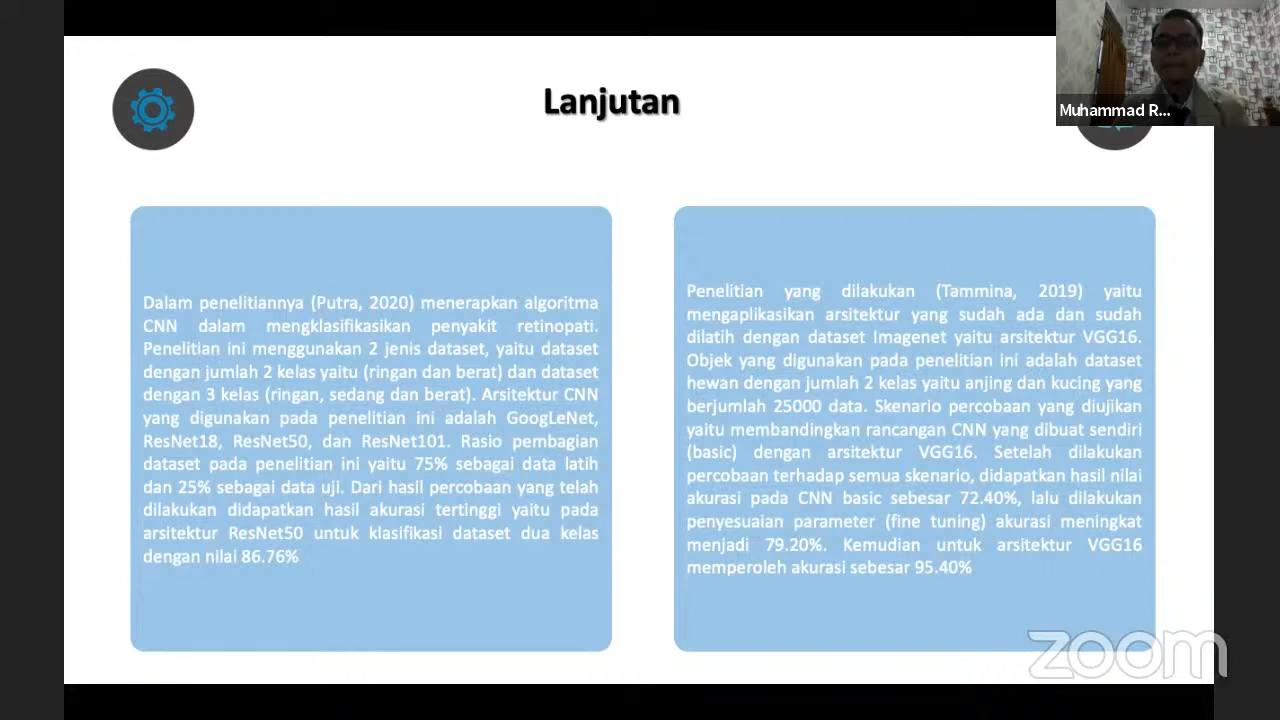 Lanjutan
Muhammad R...
Dalam penelitiannya (Putra, 2020) menerapkan algoritma
CNN dalam mengklasifikasikan penyakit retinopati.
Penelitian ini menggunakan 2 jenis dataset, yaitu dataset
dengan jumlah 2 kelas yaitu (ringan dan berat) dan dataset
dengan 3 kelas (ringan, sedang dan berat). Arsitektur CNN
yang digunakan pada penelitian ini adalah GoogLeNet,
ResNet18, ResNet50, dan ResNet101. Rasio pembagian
dataset pada penelitian ini yaitu 75% sebagai data latih
dan 25% sebagai data uji. Dari hasil percobaan yang telah
dilakukan didapatkan hasil akurasi tertinggi yaitu pada
arsitektur ResNet50 untuk klasifikasi dataset dua kelas
dengan nilai 86.76%
Penelitian yang dilakukan (Tammina, 2019) yaitu
mengaplikasikan arsitektur yang sudah ada dan sudah
dilatih dengan dataset Imagenet yaitu arsitektur VGG16.
Objek yang digunakan pada penelitian ini adalah dataset
hewan dengan jumlah 2 kelas yaitu anjing dan kucing yang
berjumlah 25000 data. Skenario percobaan yang diujikan
yaitu membandingkan rancangan CNN yang dibuat sendiri
(basic) dengan arsitektur VGG16. Setelah dilakukan
percobaan terhadap semua skenario, didapatkan hasil nilai
akurasi pada CNN basic sebesar 72.40%, lalu dilakukan
penyesuaian parameter (fine tuning) akurasi meningkat
menjadi 79.20%. Kemudian untuk arsitektur VGG16
memperoleh akurasi sebesar 95.40%
zoom